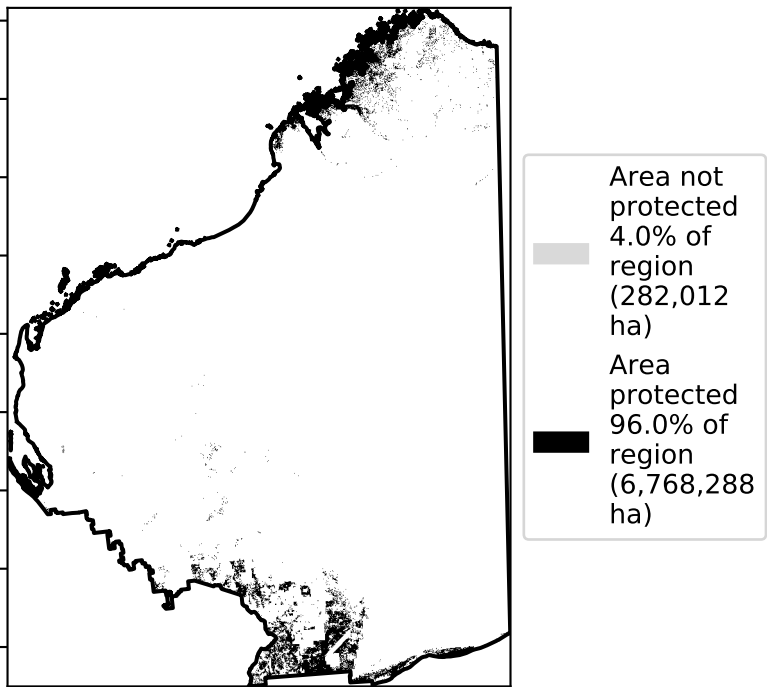 Area not
protected
4.0% of
region
(282,012
ha)
Area
protected
96.0% of
region
(6,768,288
ha)